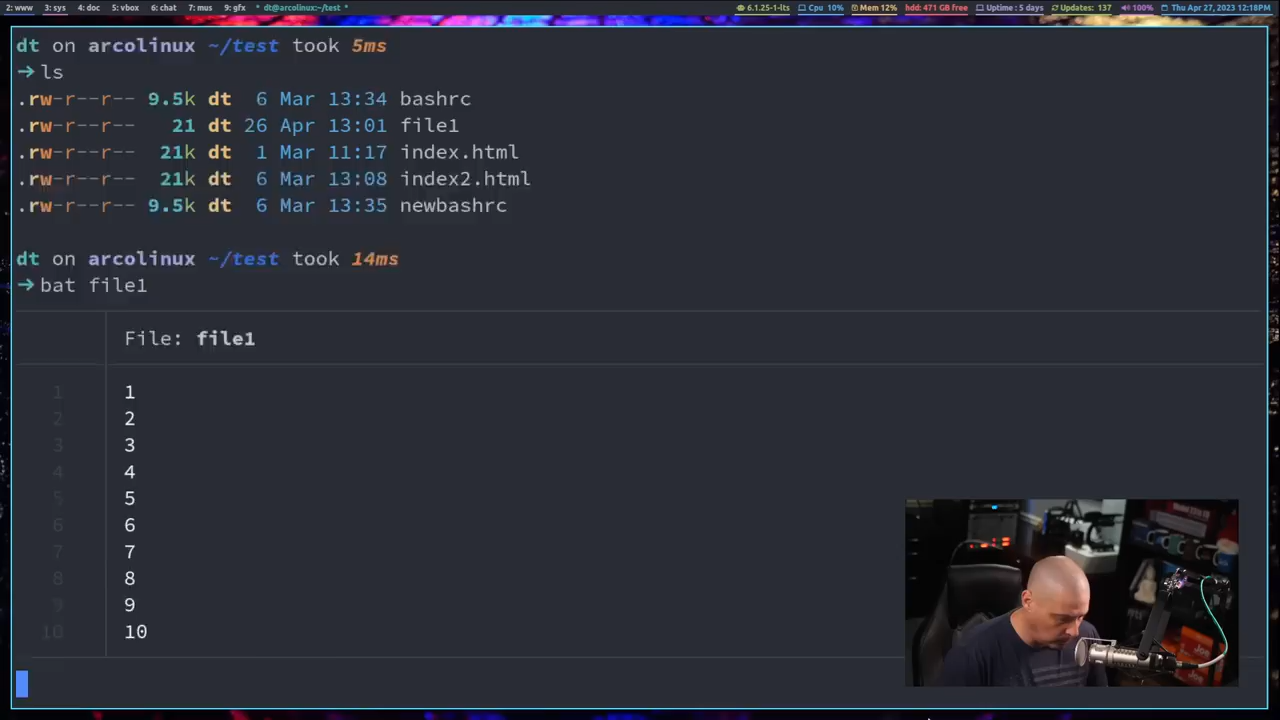 2: www 3: sys 4: doc 5: vbox 6: chat 7: mus 9: gfx * dt@arcolinux:~/test * 6.1.25-1-lts Cpu 10% Mem 12% hdd: 471 GB Free Uptime : 5 days Updates: 137 100% Thu Apr 27, 2023 12:18PM
dt on arcolinux ~/test took 5ms
→ ls
.rw-r--r-- 9.5k dt 6 Mar 13:34 bashrc
.rw-r--r-- 21 dt 26 Apr 13:01 file1
.rw-r--r-- 21k dt 1 Mar 11:17 index.html
.rw-r--r-- 21k dt 6 Mar 13:08 index2.html
.rw-r--r-- 9.5k dt 6 Mar 13:35 newbashrc
dt on arcolinux ~/test took 14ms
→ bat file1
File: file1
1 1
2 2
3 3
4 4
5 5
6 6
7 7
8 8
9 9
10 10